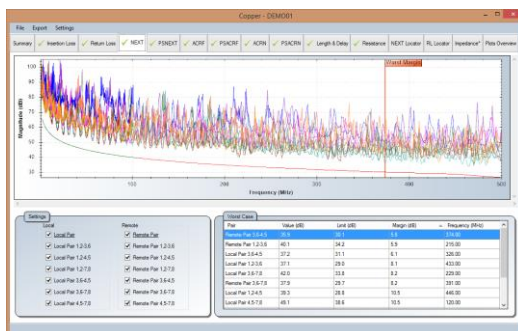 Copper - DEMO01
File Export Settings
Summary Insertion Loss Return Loss NEXT PSNEXT ACRF PSACRF ACRN PSACRN Length & Delay Resistance NEXT Locator RL Locator Impedance* Plots Overview
Worst Margin
Magnitude (dB)
100
90
80
70
60
50
40
30
100 200 300 400 500
Frequency (MHz)
Settings
Local Remote
Local Pair Remote Pair
Local Pair 1,2-3,6 Remote Pair 1,2-3,6
Local Pair 1,2-4,5 Remote Pair 1,2-4,5
Local Pair 1,2-7,8 Remote Pair 1,2-7,8
Local Pair 3,6-4,5 Remote Pair 3,6-4,5
Local Pair 3,6-7,8 Remote Pair 3,6-7,8
Local Pair 4,5-7,8 Remote Pair 4,5-7,8
Worst Case
Pair Value (dB) Limit (dB) Margin (dB) Frequency (MHz)
Remote Pair 3,6-4,5 35.9 30.1 5.8 374.00
Remote Pair 1,2-3,6 40.1 34.2 5.9 215.00
Local Pair 3,6-4,5 37.2 31.1 6.1 326.00
Local Pair 1,2-3,6 37.1 29.0 8.1 433.00
Local Pair 3,6-7,8 42.0 33.8 8.2 229.00
Remote Pair 3,6-7,8 37.9 29.7 8.2 391.00
Local Pair 1,2-4,5 39.3 28.8 10.5 446.00
Local Pair 4,5-7,8 49.1 38.6 10.5 120.00